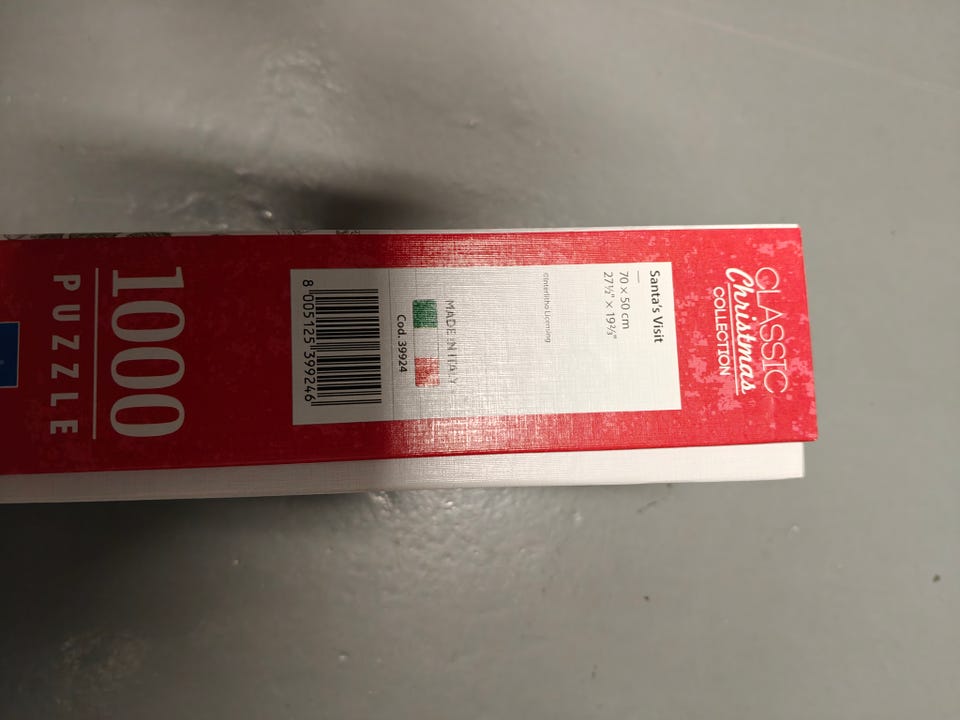 CLASSIC
Christmas
COLLECTION
Santa's Visit
70 x 50 cm
27½" x 19⅔"
©Interlitho Licensing
MADE IN ITALY
Cod. 39924
8 005125 399246
1000
PUZZLE